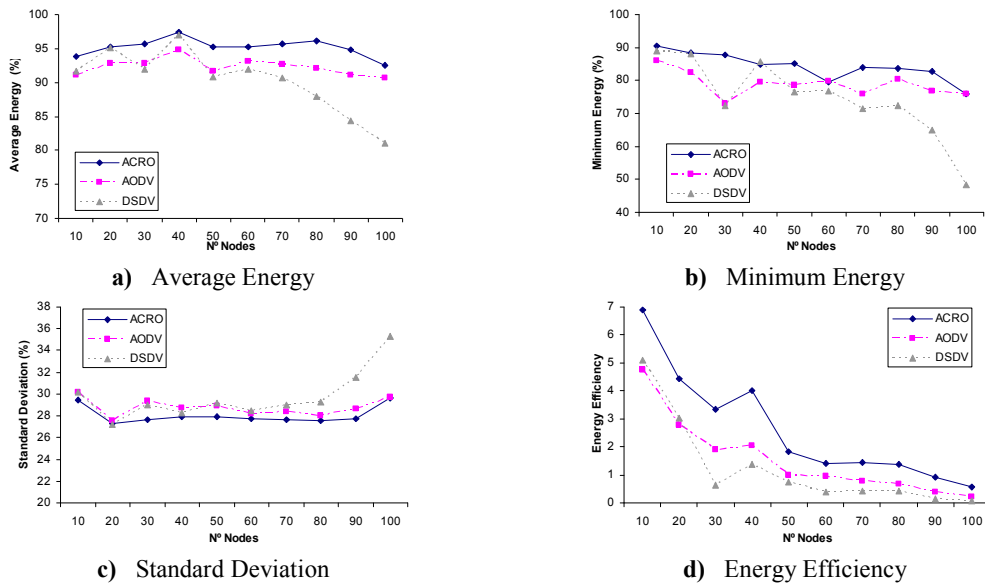 100
95
90
85
80
75
70
Average Energy (%)
ACRO
AODV
DSDV
10 20 30 40 50 60 70 80 90 100
Nº Nodes
a) Average Energy
100
90
80
70
60
50
40
Minimum Energy (%)
ACRO
AODV
DSDV
10 20 30 40 50 60 70 80 90 100
Nº Nodes
b) Minimum Energy
38
36
34
32
30
28
26
24
22
20
Standard Deviation (%)
ACRO
AODV
DSDV
10 20 30 40 50 60 70 80 90 100
Nº Nodes
c) Standard Deviation
7
6
5
4
3
2
1
0
Energy Efficiency
ACRO
AODV
DSDV
10 20 30 40 50 60 70 80 90 100
Nº Nodes
d) Energy Efficiency